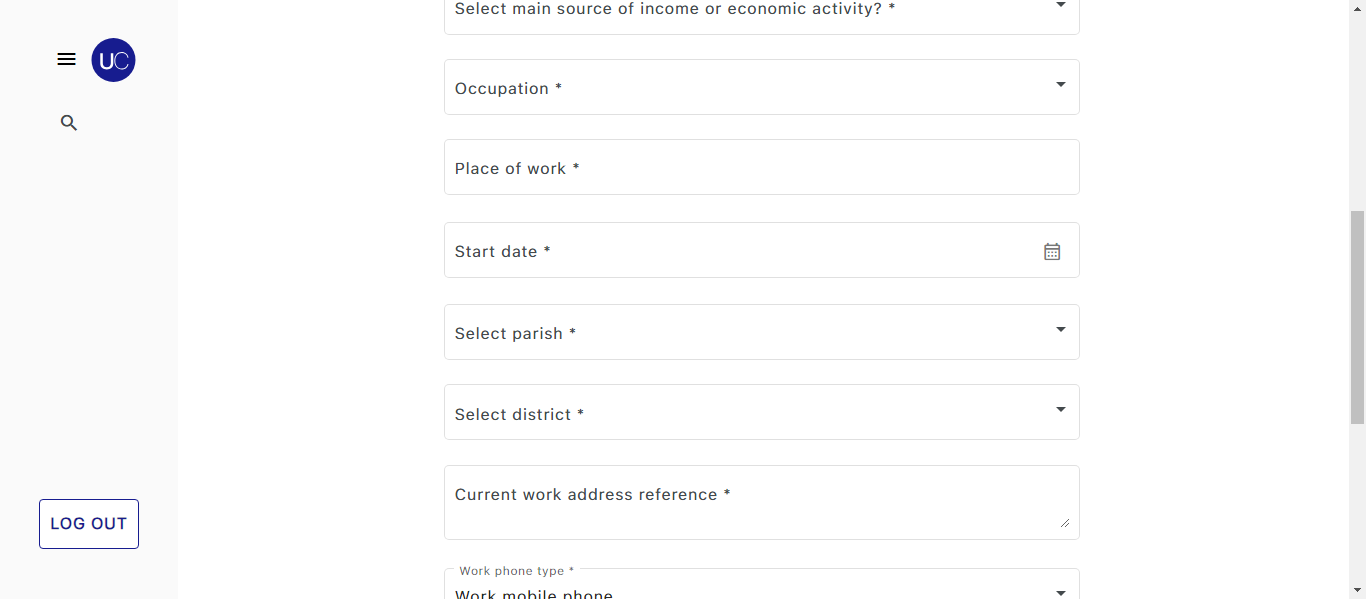 Select main source of income or economic activity? *
UC
Occupation *
Place of work *
Start date *
Select parish *
Select district *
Current work address reference *
LOG OUT
Work phone type *
Work mobile phone